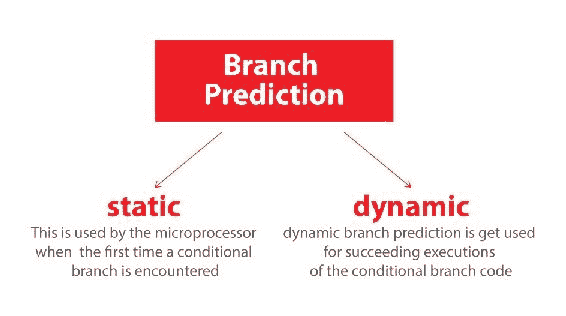 Branch
Prediction
static
This is used by the microprocessor
when the first time a conditional
branch is encountered
dynamic
dynamic branch prediction is get used
for succeeding executions
of the conditional branch code